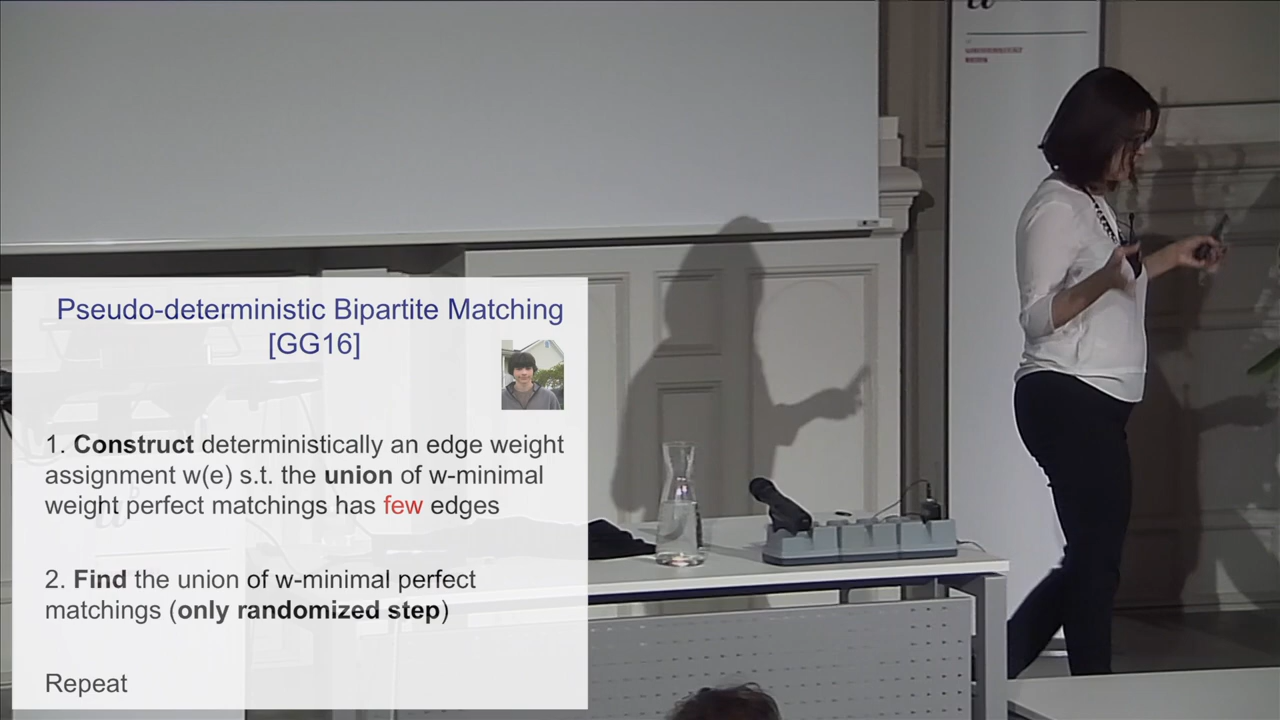 Pseudo-deterministic Bipartite Matching
[GG16]
1. Construct deterministically an edge weight
assignment w(e) s.t. the union of w-minimal
weight perfect matchings has few edges
2. Find the union of w-minimal perfect
matchings (only randomized step)
Repeat